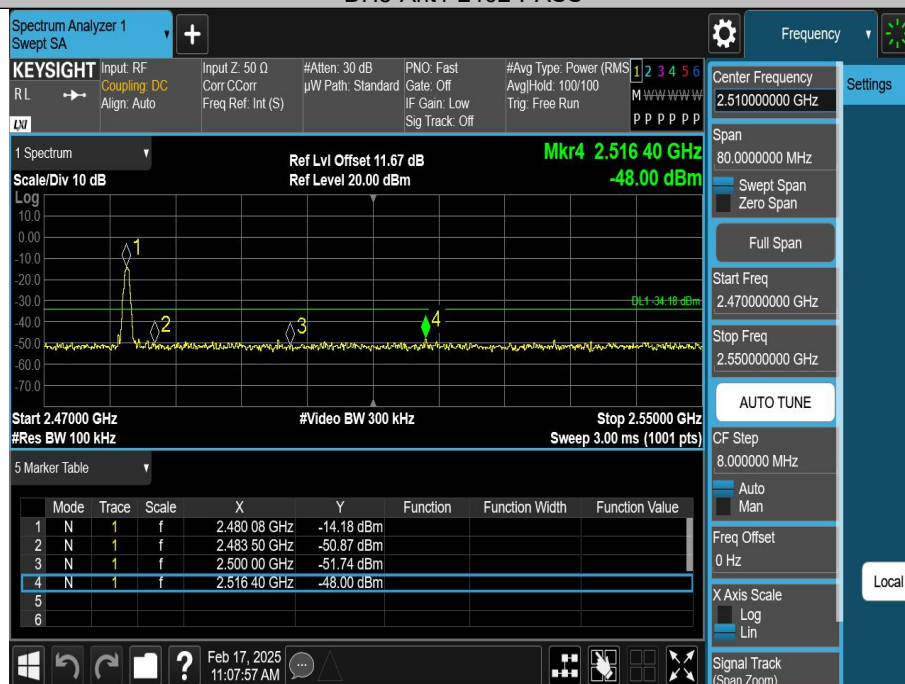 Spectrum Analyzer 1
Swept SA
+
Frequency
KEYSIGHT
RL
LXI
Input: RF
Coupling: DC
Align: Auto
Input Z: 50 Ω
Corr CCorr
Freq Ref: Int (S)
#Atten: 30 dB
µW Path: Standard
PNO: Fast
Gate: Off
IF Gain: Low
Sig Track: Off
#Avg Type: Power (RMS
Avg|Hold: 100/100
Trig: Free Run
1 2 3 4 5 6
M W W W W W
P P P P P P
1 Spectrum
Scale/Div 10 dB
Ref Lvl Offset 11.67 dB
Ref Level 20.00 dBm
Mkr4 2.516 40 GHz
-48.00 dBm
Log
10.0
0.00
-10.0
-20.0
-30.0
-40.0
-50.0
-60.0
-70.0
1
2
3
4
DL1 -34.18 dBm
Start 2.47000 GHz
#Res BW 100 kHz
#Video BW 300 kHz
Stop 2.55000 GHz
Sweep 3.00 ms (1001 pts)
5 Marker Table
Mode Trace Scale X Y Function Function Width Function Value
1 N 1 f 2.480 08 GHz -14.18 dBm
2 N 1 f 2.483 50 GHz -50.87 dBm
3 N 1 f 2.500 00 GHz -51.74 dBm
4 N 1 f 2.516 40 GHz -48.00 dBm
5
6
Feb 17, 2025
11:07:57 AM
?
Center Frequency
2.510000000 GHz
Settings
Span
80.0000000 MHz
Swept Span
Zero Span
Full Span
Start Freq
2.470000000 GHz
Stop Freq
2.550000000 GHz
AUTO TUNE
CF Step
8.000000 MHz
Auto
Man
Freq Offset
0 Hz
X Axis Scale
Log
Lin
Local
Signal Track
(Span Zoom)